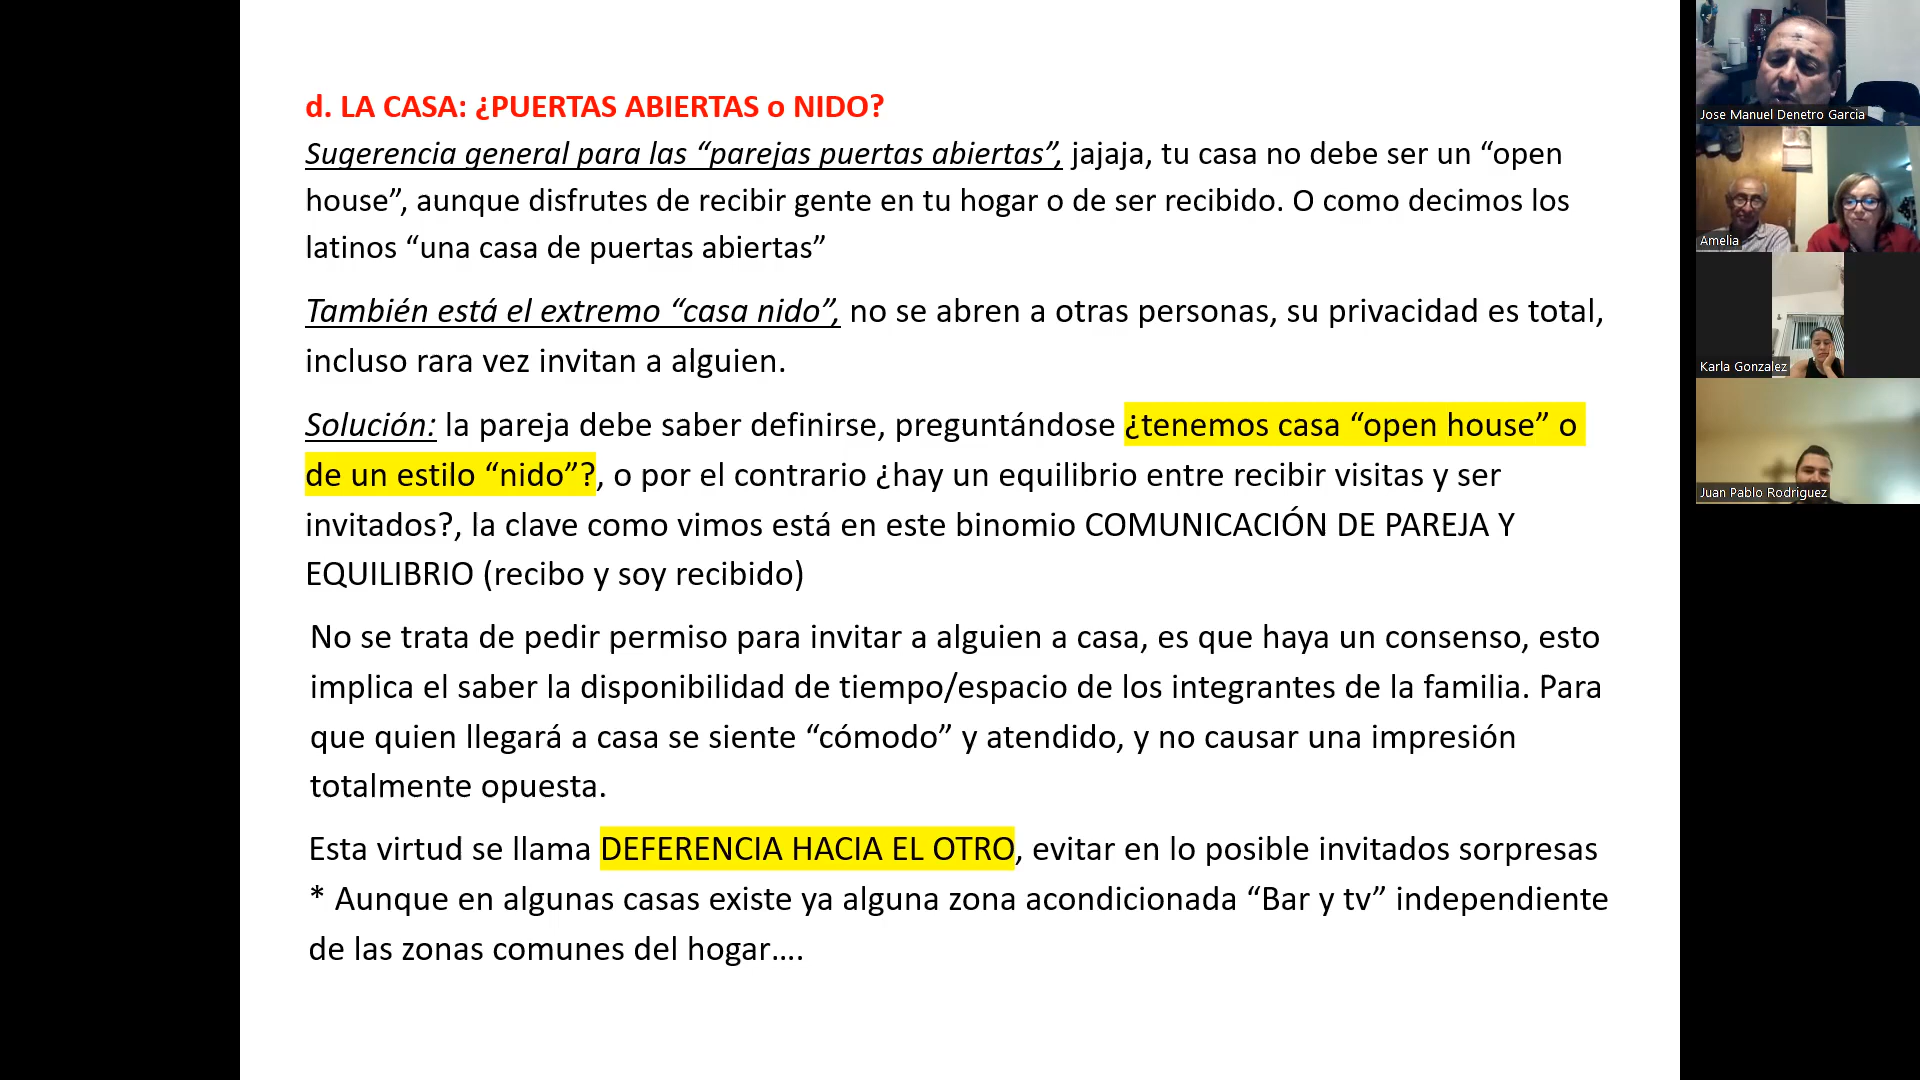 d. LA CASA: ¿PUERTAS ABIERTAS o NIDO?
Sugerencia general para las “parejas puertas abiertas”, jajaja, tu casa no debe ser un “open
house”, aunque disfrutes de recibir gente en tu hogar o de ser recibido. O como decimos los
latinos “una casa de puertas abiertas”
También está el extremo “casa nido”, no se abren a otras personas, su privacidad es total,
incluso rara vez invitan a alguien.
Solución: la pareja debe saber definirse, preguntándose ¿tenemos casa “open house” o
de un estilo “nido”?, o por el contrario ¿hay un equilibrio entre recibir visitas y ser
invitados?, la clave como vimos está en este binomio COMUNICACIÓN DE PAREJA Y
EQUILIBRIO (recibo y soy recibido)
No se trata de pedir permiso para invitar a alguien a casa, es que haya un consenso, esto
implica el saber la disponibilidad de tiempo/espacio de los integrantes de la familia. Para
que quien llegará a casa se siente “cómodo” y atendido, y no causar una impresión
totalmente opuesta.
Esta virtud se llama DEFERENCIA HACIA EL OTRO, evitar en lo posible invitados sorpresas
* Aunque en algunas casas existe ya alguna zona acondicionada “Bar y tv” independiente
de las zonas comunes del hogar....
Jose Manuel Denetro Garcia
Amelia
Karla Gonzalez
Juan Pablo Rodriguez